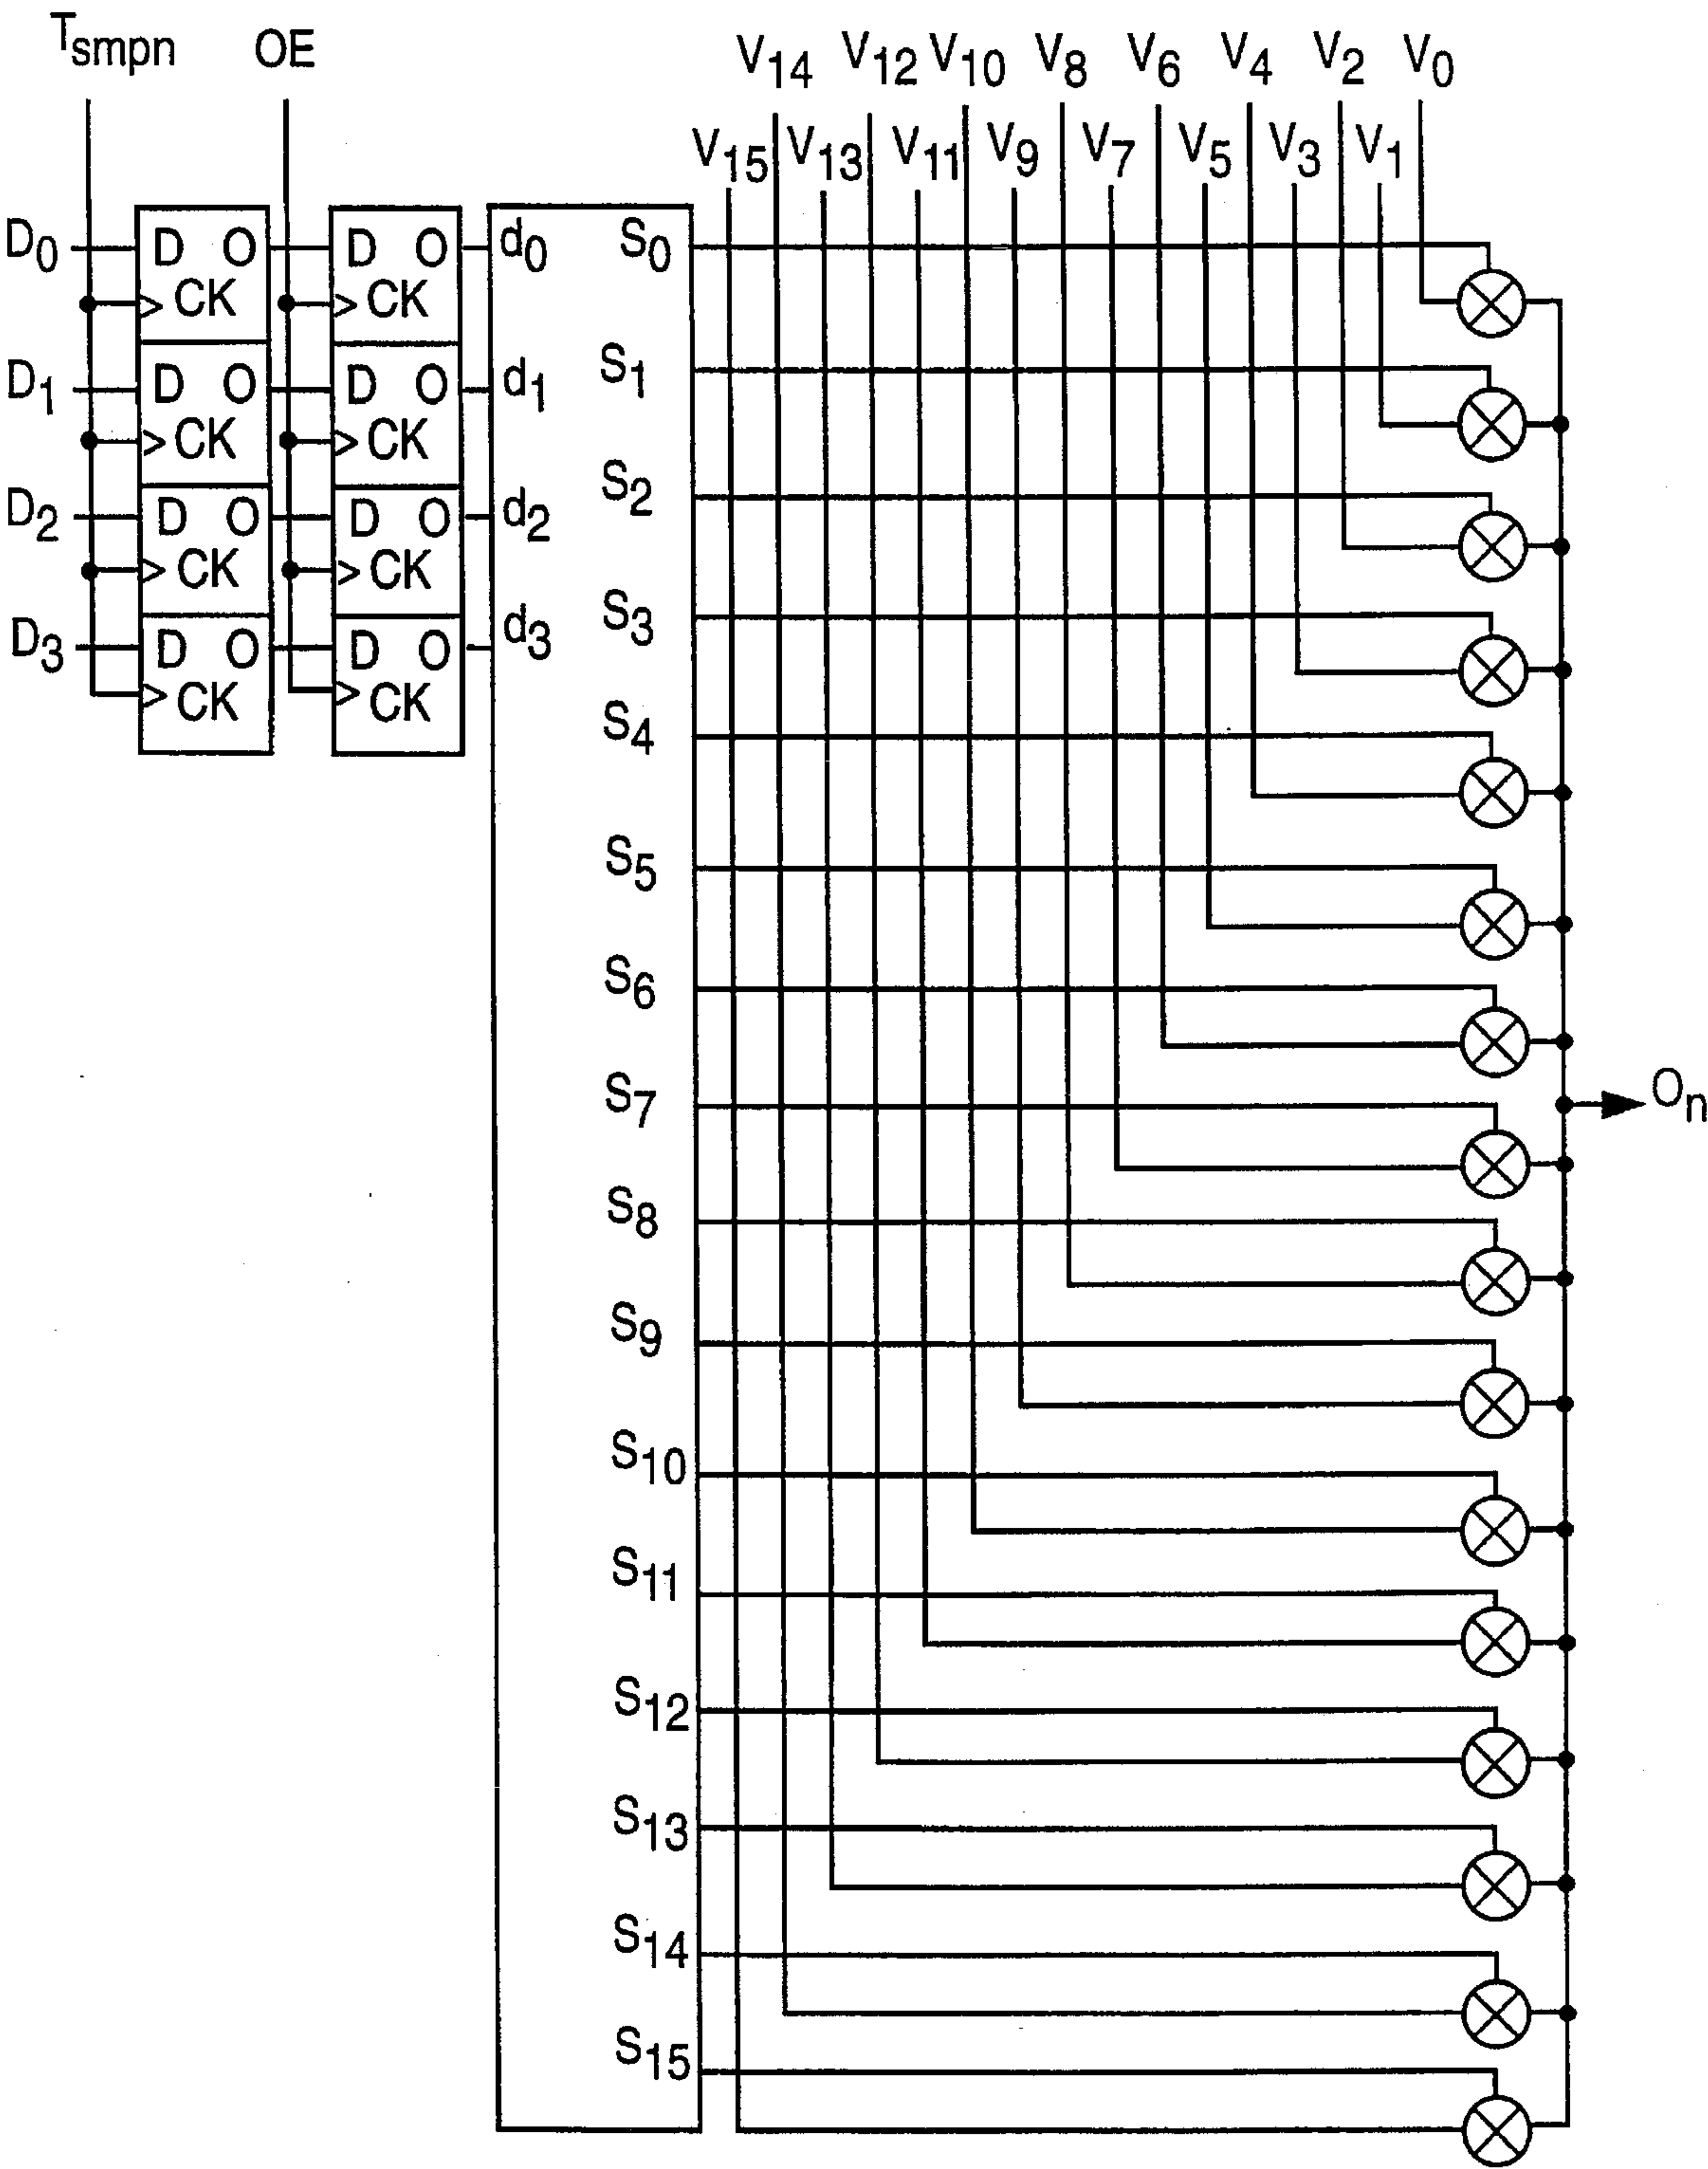 Tsmpn OE
V14 V12 V10 V8 V6 V4 V2 V0
V15 V13 V11 V9 V7 V5 V3 V1
D0 D O D O d0 S0
CK CK
D1 D O D O d1 S1
CK CK
D2 D O D O d2 S2
CK CK
D3 D O D O d3 S3
CK CK
S4
S5
S6
S7 On
S8
S9
S10
S11
S12
S13
S14
S15